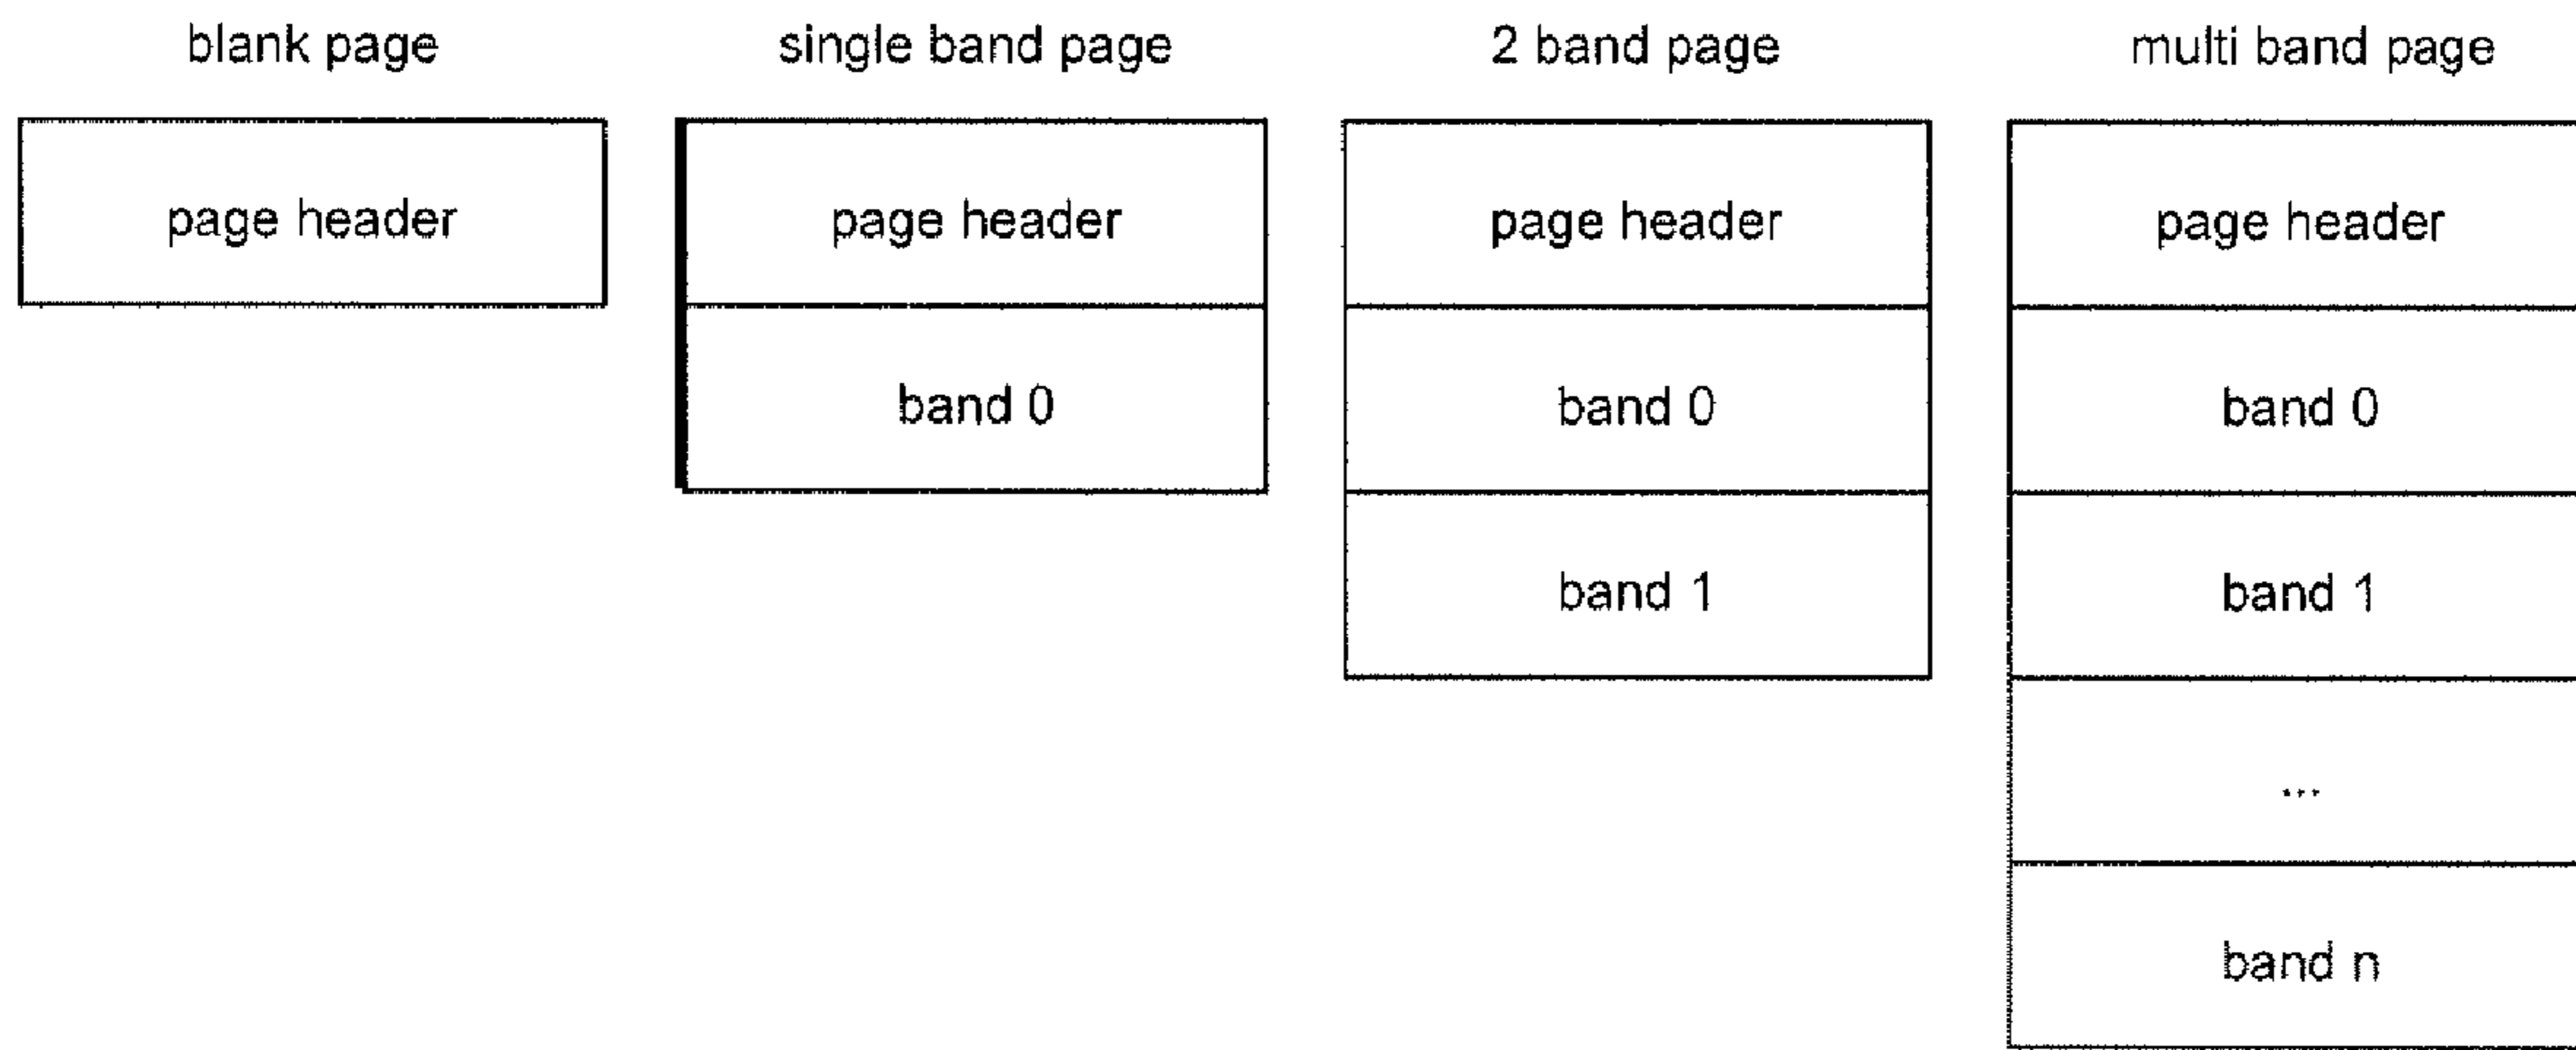 blank page
page header
single band page
page header
band 0
2 band page
page header
band 0
band 1
multi band page
page header
band 0
band 1
...
band n